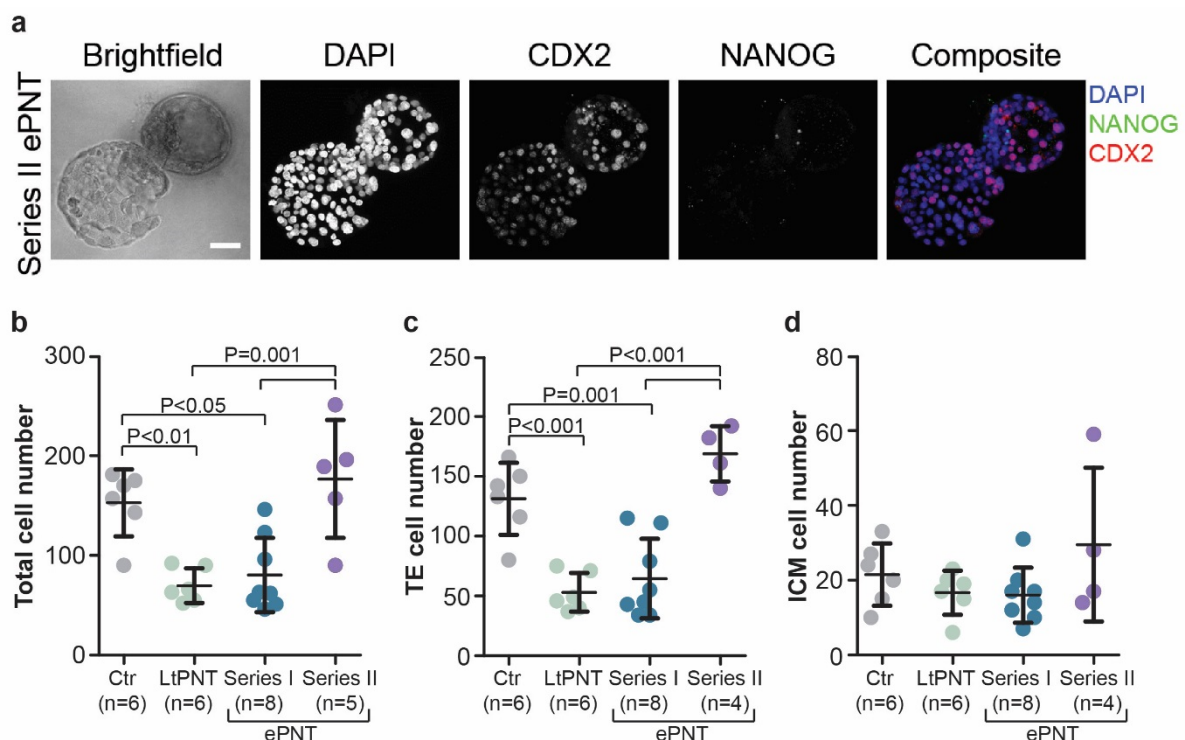 a
Brightfield DAPI CDX2 NANOG Composite
Series II ePNT
DAPI
NANOG
CDX2
b
Total cell number
300
200
100
0
P=0.001
P<0.05
P<0.01
Ctr LtPNT Series I Series II
(n=6) (n=6) (n=8) (n=5)
ePNT
c
TE cell number
250
200
150
100
50
0
P<0.001
P=0.001
P<0.001
Ctr LtPNT Series I Series II
(n=6) (n=6) (n=8) (n=4)
ePNT
d
ICM cell number
80
60
40
20
0
Ctr LtPNT Series I Series II
(n=6) (n=6) (n=8) (n=4)
ePNT